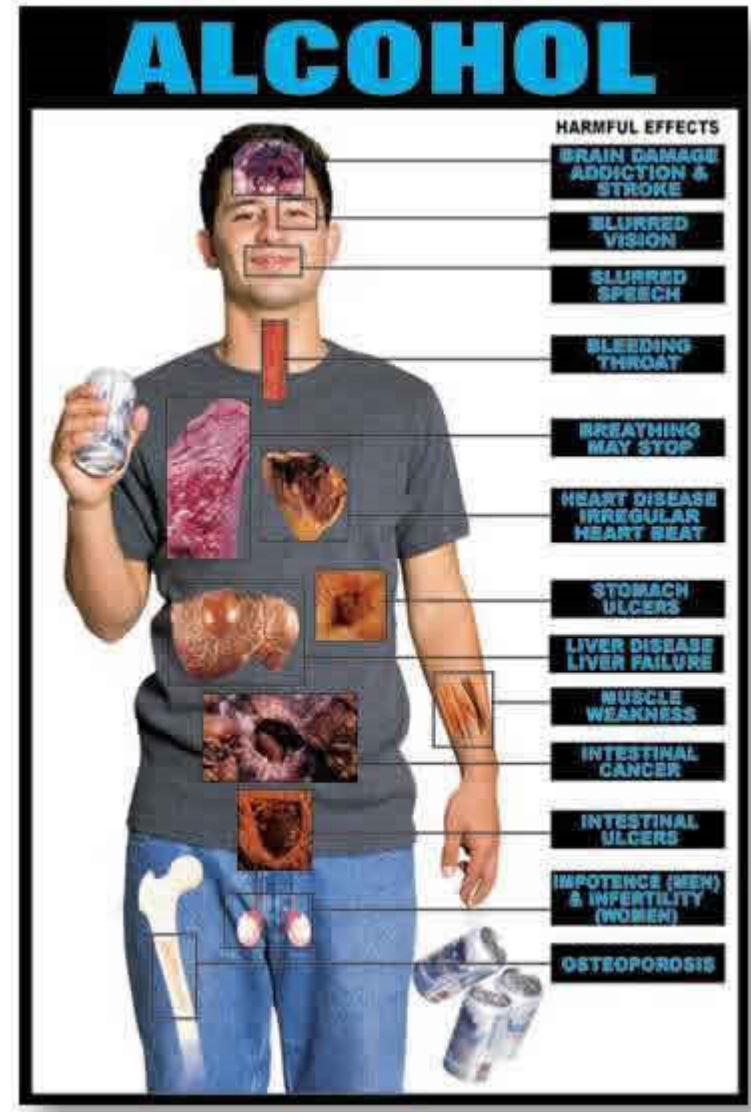 ALCOHOL
HARMFUL EFFECTS
BRAIN DAMAGE
ADDICTION &
STROKE
BLURRED
VISION
SLURRED
SPEECH
BLEEDING
THROAT
BREATHING
MAY STOP
HEART DISEASE
IRREGULAR
HEART BEAT
STOMACH
ULCERS
LIVER DISEASE
LIVER FAILURE
MUSCLE
WEAKNESS
INTESTINAL
CANCER
INTESTINAL
ULCERS
IMPOTENCE (MEN)
& INFERTILITY
(WOMEN)
OSTEOPOROSIS